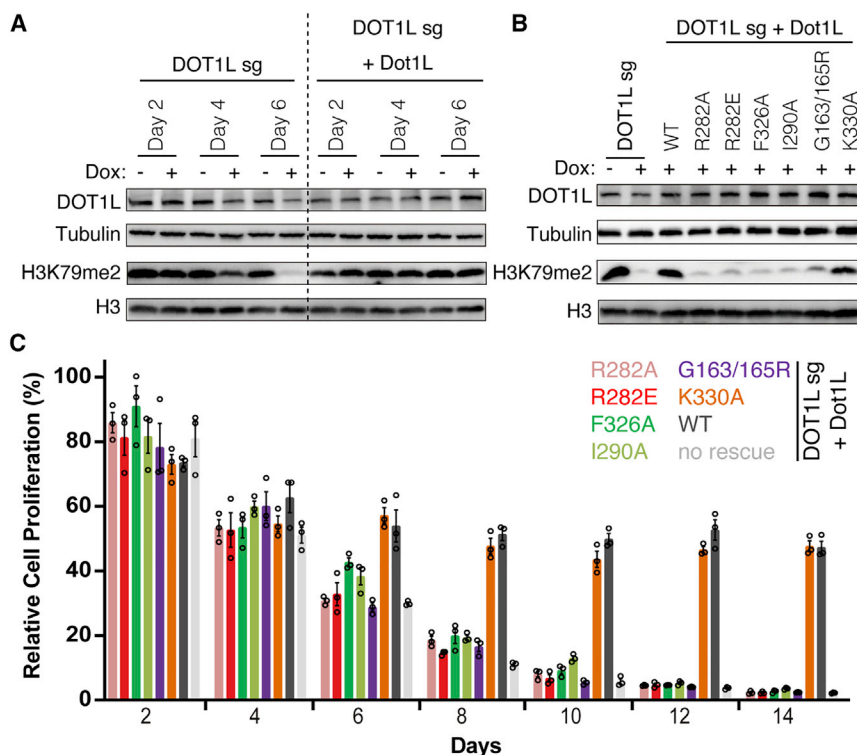 A
DOT1L sg
DOT1L sg
+ Dot1L
Day 2
Day 4
Day 6
Day 2
Day 4
Day 6
Dox: - + - + - + - + - + - +
DOT1L
Tubulin
H3K79me2
H3
B
DOT1L sg + Dot1L
DOT1L sg
WT
R282A
R282E
F326A
I290A
G163/165R
K330A
Dox: - + + + + + + + +
DOT1L
Tubulin
H3K79me2
H3
C
Relative Cell Proliferation (%)
100
80
60
40
20
0
R282A
R282E
F326A
I290A
G163/165R
K330A
WT
no rescue
DOT1L sg
+ Dot1L
2 4 6 8 10 12 14
Days